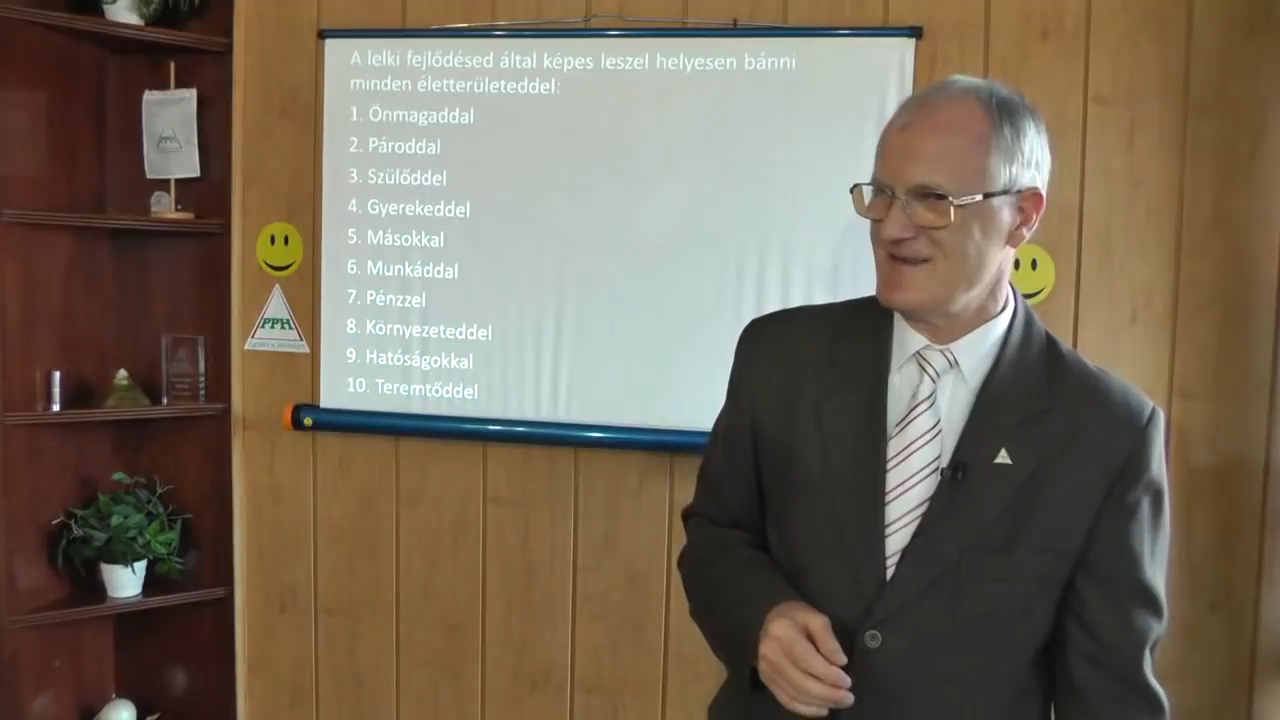 A lelki fejlődésed által képes leszel helyesen bánni
minden életterületeddel:
1. Önmagaddal
2. Pároddal
3. Szülőddel
4. Gyerekeddel
5. Másokkal
6. Munkáddal
7. Pénzzel
8. Környezeteddel
9. Hatóságokkal
10. Teremtőddel
PPH